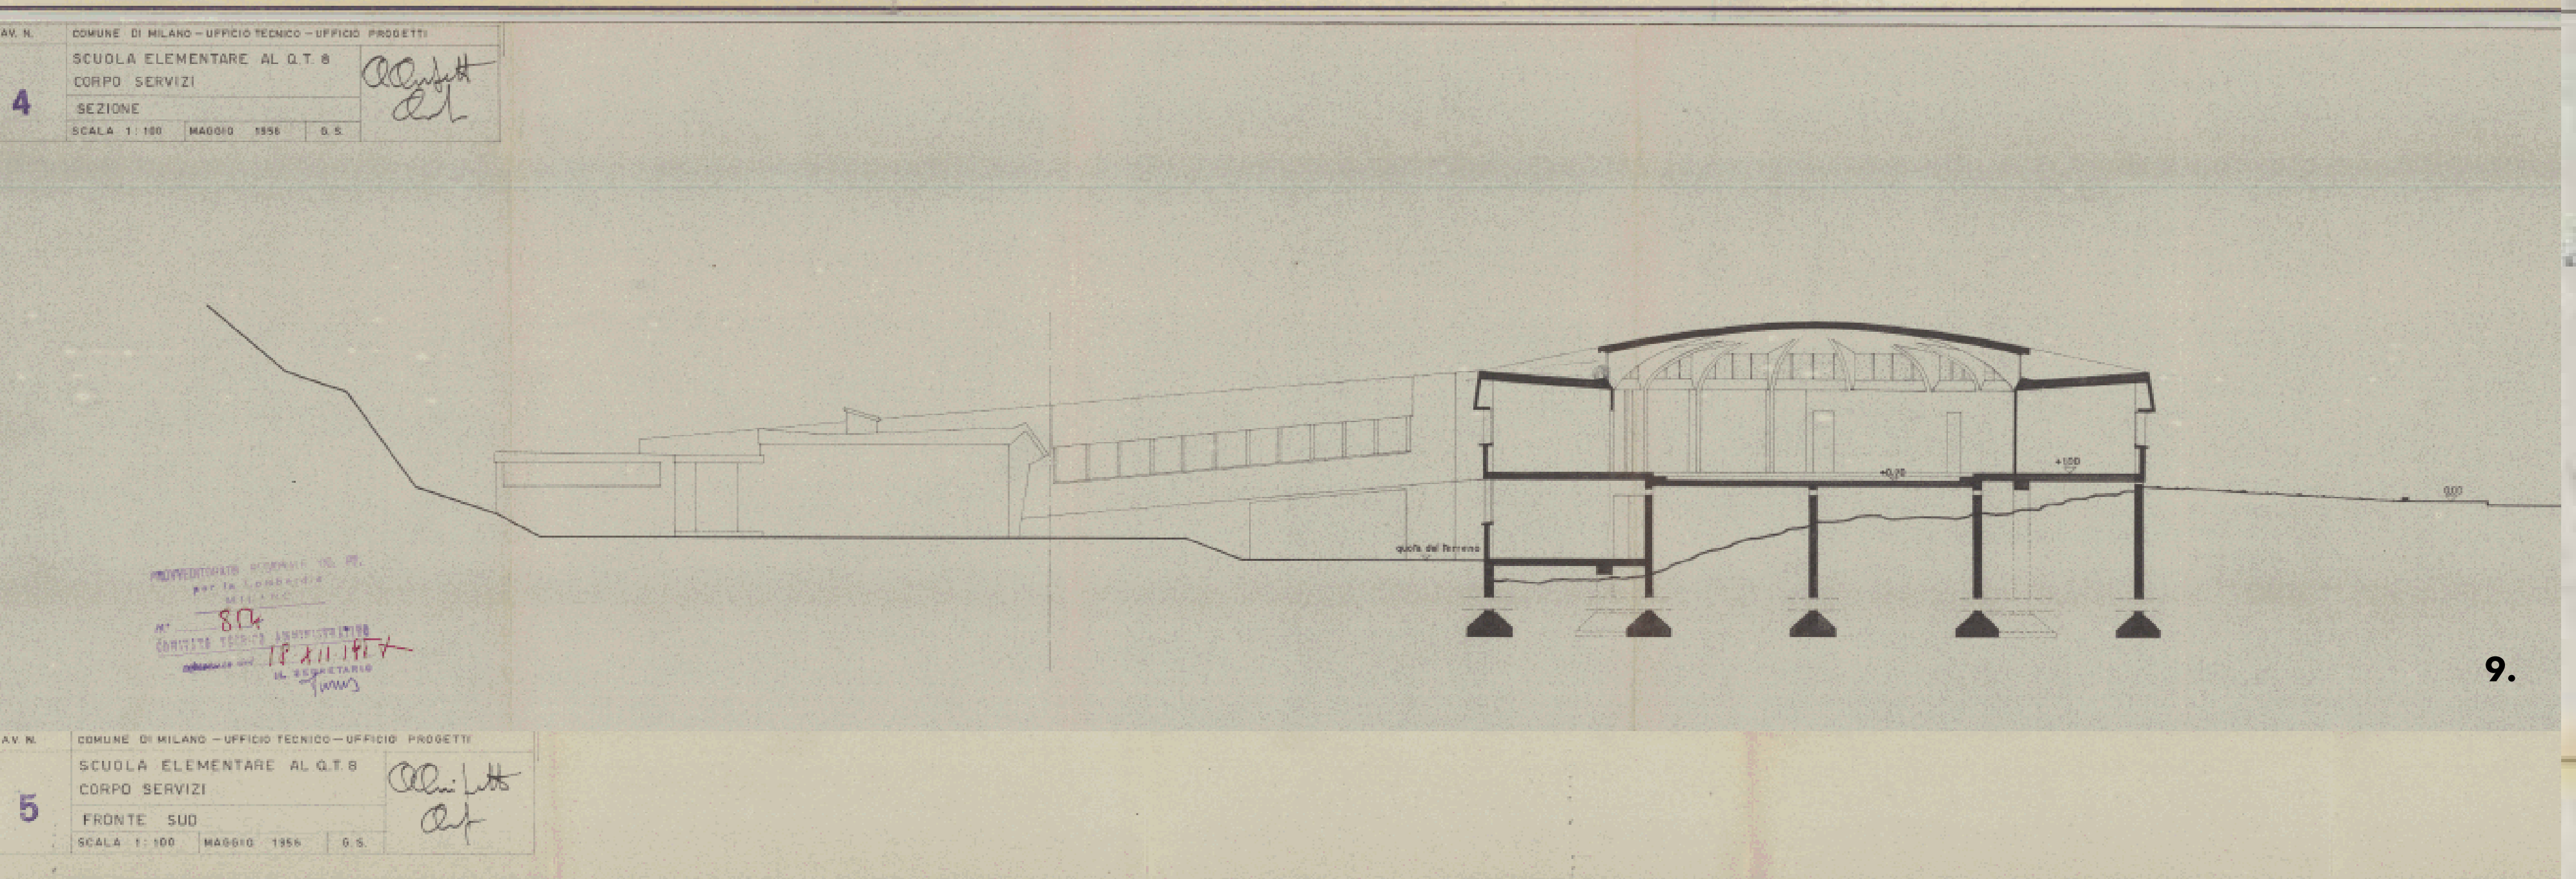 AV. N.
COMUNE DI MILANO - UFFICIO TECNICO - UFFICIO PROGETTI
4
SCUOLA ELEMENTARE AL Q.T. 8
CORPO SERVIZI
SEZIONE
SCALA 1:100 MAGGIO 1956 G.S.
+0,20
+1.00
0.00
quota del terreno
PROVVEDITORATO REGIONALE OO. PP.
per la Lombardia
MILANO
N°
COMITATO TECNICO AMMINISTRATIVO
IL SEGRETARIO
9.
AV. N.
COMUNE DI MILANO - UFFICIO TECNICO - UFFICIO PROGETTI
5
SCUOLA ELEMENTARE AL Q.T. 8
CORPO SERVIZI
FRONTE SUD
SCALA 1:100 MAGGIO 1956 G.S.